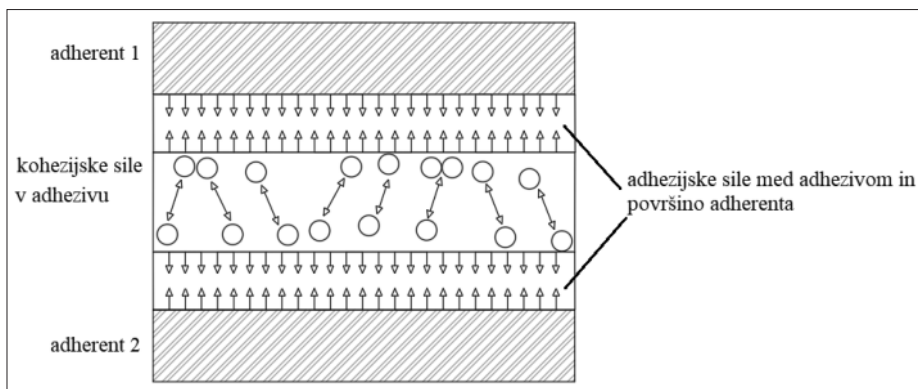 adherent 1
kohezijske sile
v adhezivu
adhezijske sile med adhezivom in
površino adherenta
adherent 2